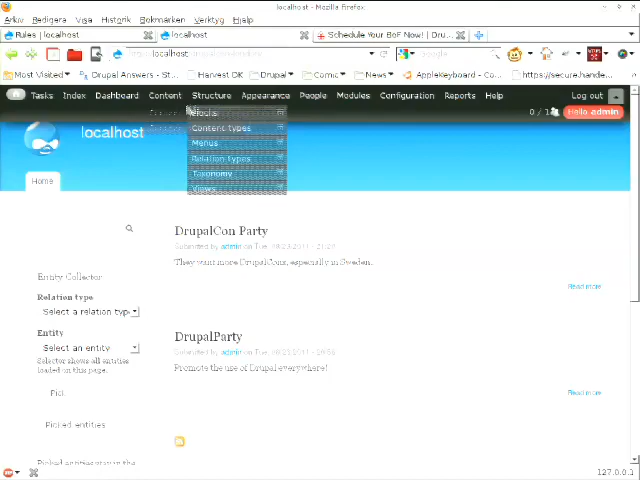 localhost - Mozilla Firefox
Arkiv Redigera Visa Historik Bokmärken Verktyg Hjälp
Rules | localhost
localhost
Schedule Your BoF Now! | Dru...
localhost
Most Visited
Drupal Answers - St...
Harvest DK
Drupal
Comic
News
AppleKeyboard - Co...
https://secure.hande...
Tasks Index Dashboard Content Structure Appearance People Modules Configuration Reports Help Log out
Hello admin
Blocks
Content types
Menus
Relation types
Taxonomy
Views
localhost
Home
DrupalCon Party
Submitted by admin on Tue,
They want more DrupalCons, especially in Sweden.
Read more
Entity Collector
Relation type
Select a relation type
Entity
Select an entity
Selector shows all entities
loaded on this page.
Pick
Picked entities
DrupalParty
Submitted by admin on Tue,
Promote the use of Drupal everywhere!
Read more
127.0.0.1